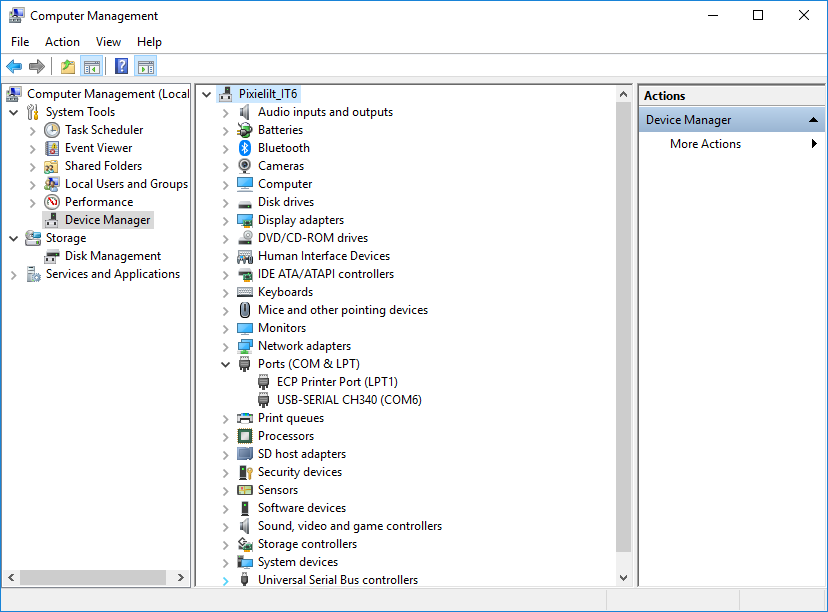 Computer Management
File Action View Help
Computer Management (Local
System Tools
Task Scheduler
Event Viewer
Shared Folders
Local Users and Groups
Performance
Device Manager
Storage
Disk Management
Services and Applications
Pixielilt_IT6
Audio inputs and outputs
Batteries
Bluetooth
Cameras
Computer
Disk drives
Display adapters
DVD/CD-ROM drives
Human Interface Devices
IDE ATA/ATAPI controllers
Keyboards
Mice and other pointing devices
Monitors
Network adapters
Ports (COM & LPT)
ECP Printer Port (LPT1)
USB-SERIAL CH340 (COM6)
Print queues
Processors
SD host adapters
Security devices
Sensors
Software devices
Sound, video and game controllers
Storage controllers
System devices
Universal Serial Bus controllers
Actions
Device Manager
More Actions